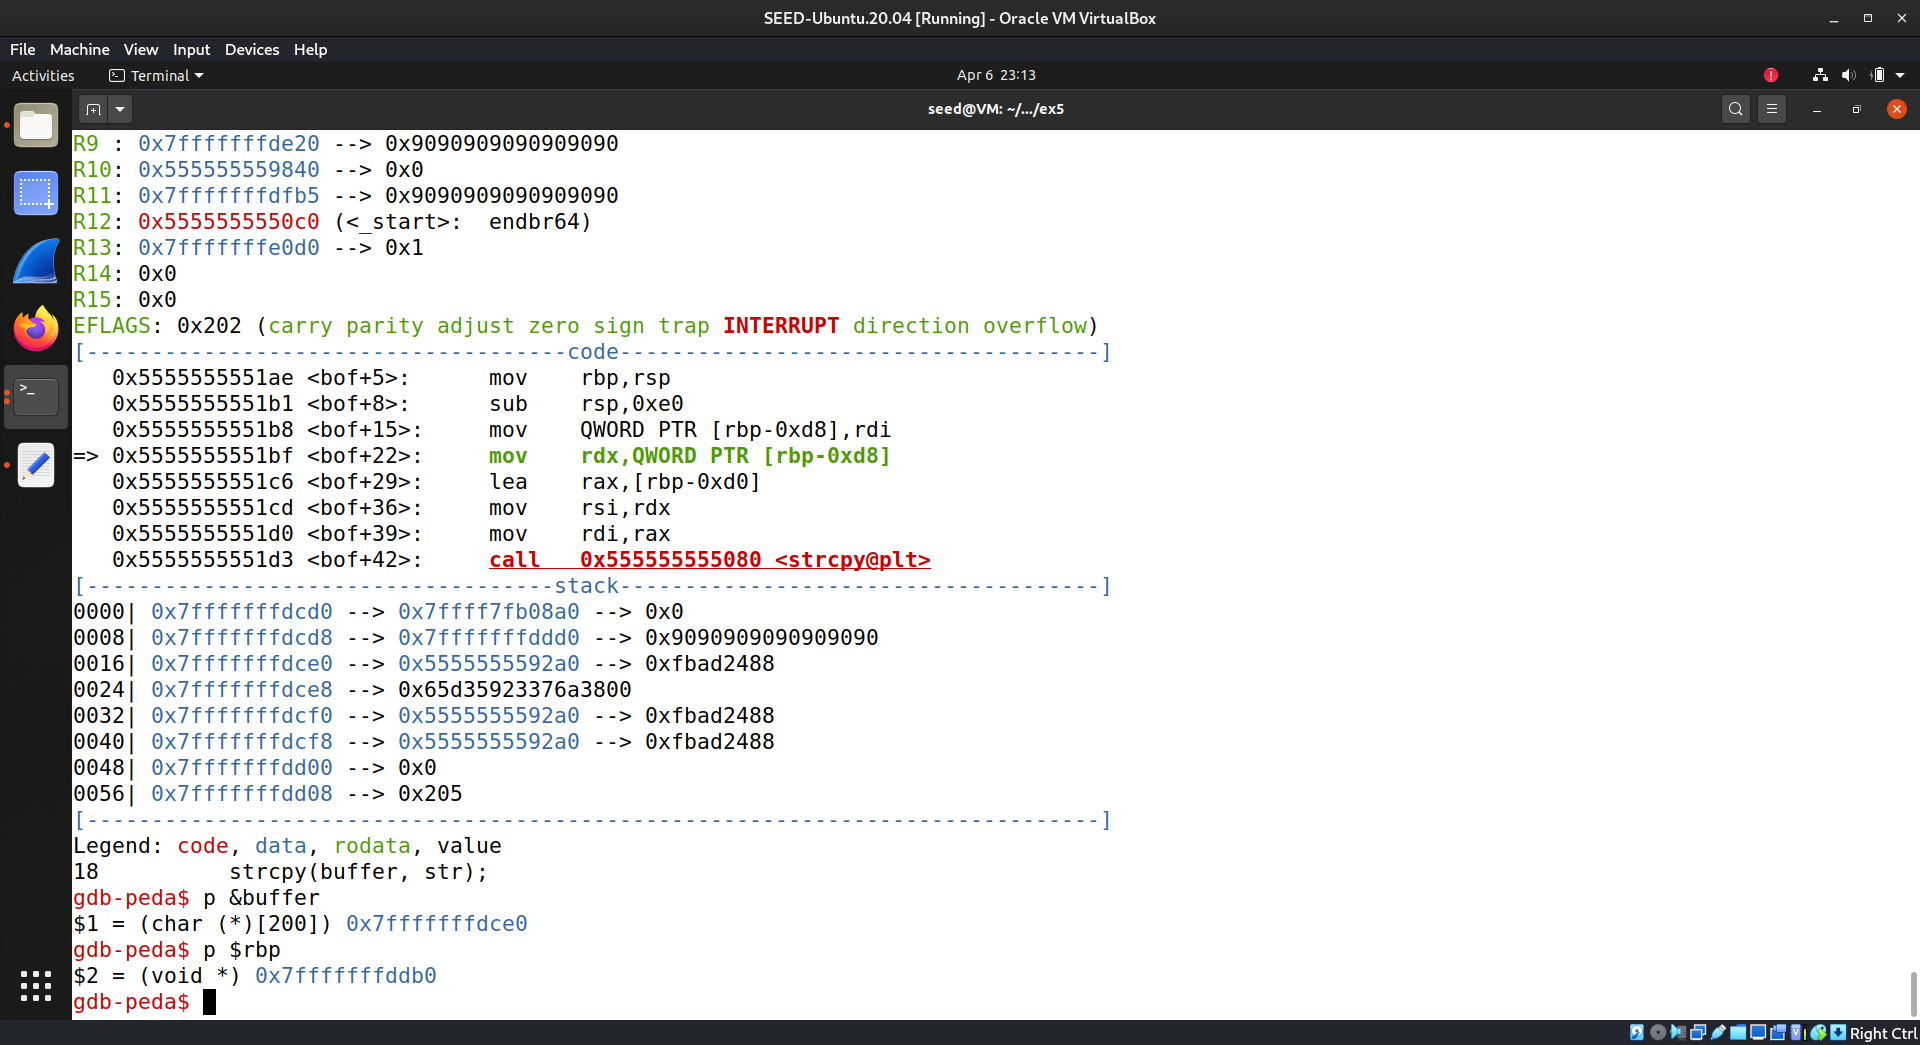 SEED-Ubuntu.20.04 [Running] - Oracle VM VirtualBox
File Machine View Input Devices Help
Activities Terminal Apr 6 23:13
seed@VM: ~/.../ex5
R9 : 0x7fffffffde20 --> 0x9090909090909090
R10: 0x555555559840 --> 0x0
R11: 0x7fffffffdfb5 --> 0x9090909090909090
R12: 0x5555555550c0 (<_start>: endbr64)
R13: 0x7fffffffe0d0 --> 0x1
R14: 0x0
R15: 0x0
EFLAGS: 0x202 (carry parity adjust zero sign trap INTERRUPT direction overflow)
[-------------------------------------code-------------------------------------]
0x5555555551ae <bof+5>: mov rbp,rsp
0x5555555551b1 <bof+8>: sub rsp,0xe0
0x5555555551b8 <bof+15>: mov QWORD PTR [rbp-0xd8],rdi
=> 0x5555555551bf <bof+22>: mov rdx,QWORD PTR [rbp-0xd8]
0x5555555551c6 <bof+29>: lea rax,[rbp-0xd0]
0x5555555551cd <bof+36>: mov rsi,rdx
0x5555555551d0 <bof+39>: mov rdi,rax
0x5555555551d3 <bof+42>: call 0x555555555080 <strcpy@plt>
[------------------------------------stack-------------------------------------]
0000| 0x7fffffffdcd0 --> 0x7ffff7fb08a0 --> 0x0
0008| 0x7fffffffdcd8 --> 0x7fffffffddd0 --> 0x9090909090909090
0016| 0x7fffffffdce0 --> 0x5555555592a0 --> 0xfbad2488
0024| 0x7fffffffdce8 --> 0x65d35923376a3800
0032| 0x7fffffffdcf0 --> 0x5555555592a0 --> 0xfbad2488
0040| 0x7fffffffdcf8 --> 0x5555555592a0 --> 0xfbad2488
0048| 0x7fffffffdd00 --> 0x0
0056| 0x7fffffffdd08 --> 0x205
[------------------------------------------------------------------------------]
Legend: code, data, rodata, value
18 strcpy(buffer, str);
gdb-peda$ p &buffer
$1 = (char (*)[200]) 0x7fffffffdce0
gdb-peda$ p $rbp
$2 = (void *) 0x7fffffffddb0
gdb-peda$
Right Ctrl